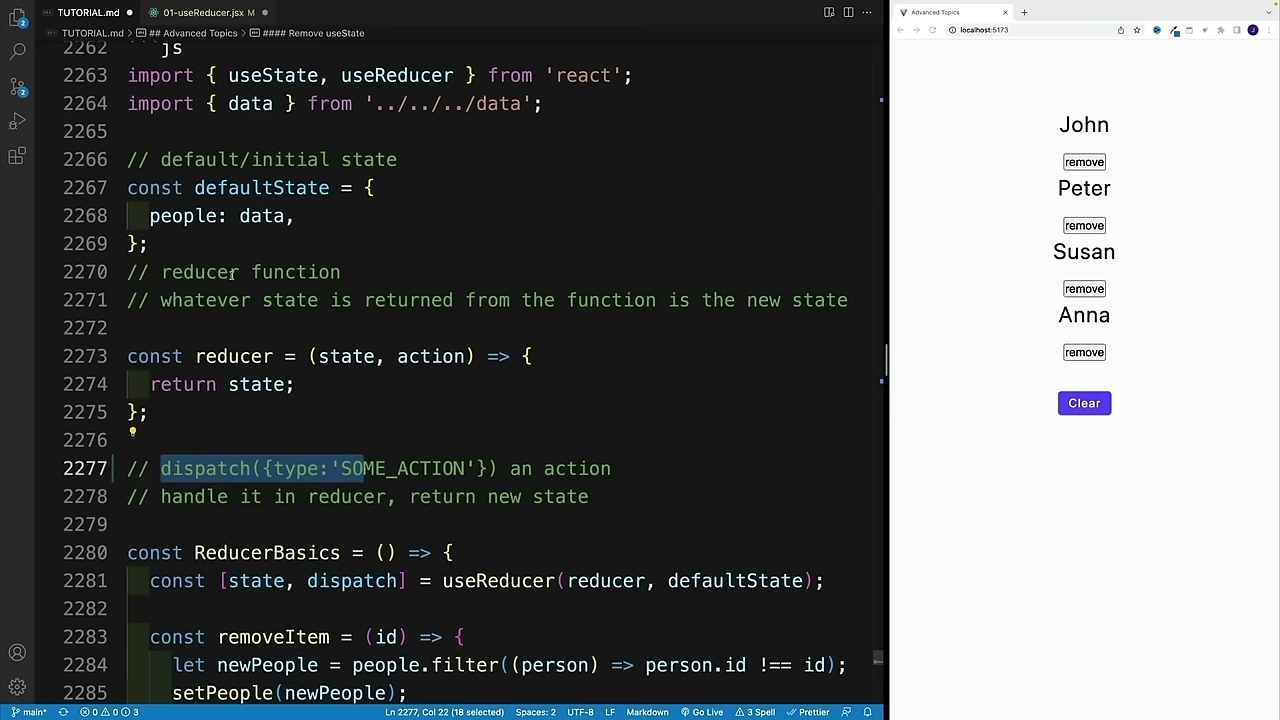 TUTORIAL.md
01-useReducer.jsx M
TUTORIAL.md > ## Advanced Topics > #### Remove useState
2262 ```js
2263 import { useState, useReducer } from 'react';
2264 import { data } from '../../../data';
2265
2266 // default/initial state
2267 const defaultState = {
2268 people: data,
2269 };
2270 // reducer function
2271 // whatever state is returned from the function is the new state
2272
2273 const reducer = (state, action) => {
2274 return state;
2275 };
2276
2277 // dispatch({type:'SOME_ACTION'}) an action
2278 // handle it in reducer, return new state
2279
2280 const ReducerBasics = () => {
2281 const [state, dispatch] = useReducer(reducer, defaultState);
2282
2283 const removeItem = (id) => {
2284 let newPeople = people.filter((person) => person.id !== id);
2285 setPeople(newPeople);
2
2
main*
0 0 3
Ln 2277, Col 22 (18 selected)
Spaces: 2
UTF-8
LF
Markdown
Go Live
3 Spell
Prettier
Advanced Topics
localhost:5173
J
John
remove
Peter
remove
Susan
remove
Anna
remove
Clear